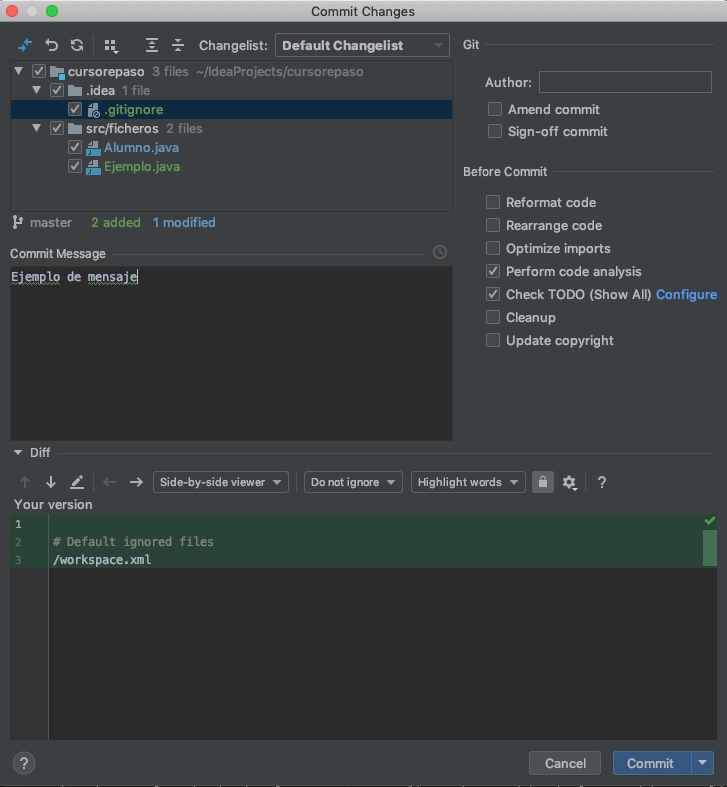 Commit Changes
Changelist: Default Changelist
Git
cursorepaso 3 files ~/IdeaProjects/cursorepaso
.idea 1 file
.gitignore
src/ficheros 2 files
Alumno.java
Ejemplo.java
master 2 added 1 modified
Author:
Amend commit
Sign-off commit
Before Commit
Reformat code
Rearrange code
Optimize imports
Perform code analysis
Check TODO (Show All) Configure
Cleanup
Update copyright
Commit Message
Ejemplo de mensaje
Diff
Side-by-side viewer Do not ignore Highlight words ?
Your version
1
2 # Default ignored files
3 /workspace.xml
? Cancel Commit